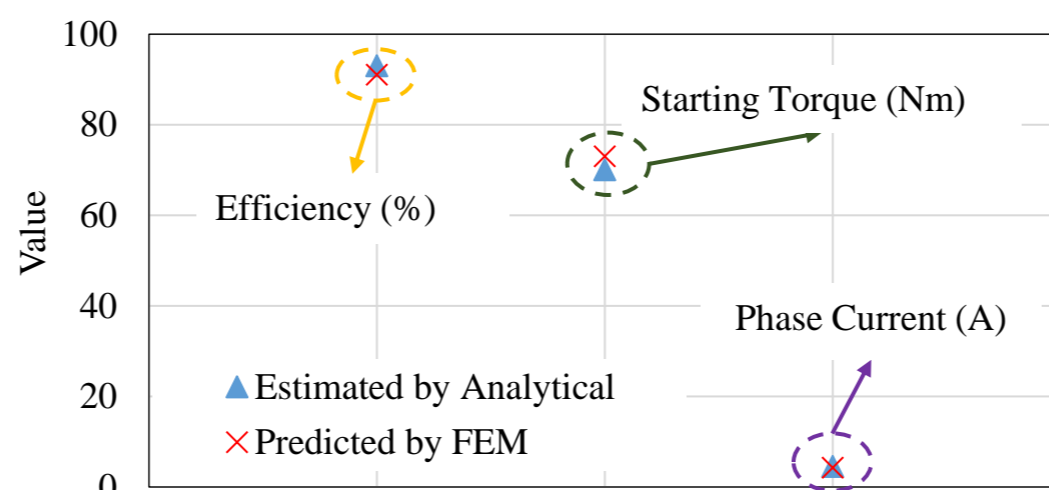 100
80
60
40
20
0
Value
Efficiency (%)
Starting Torque (Nm)
Phase Current (A)
Estimated by Analytical
Predicted by FEM